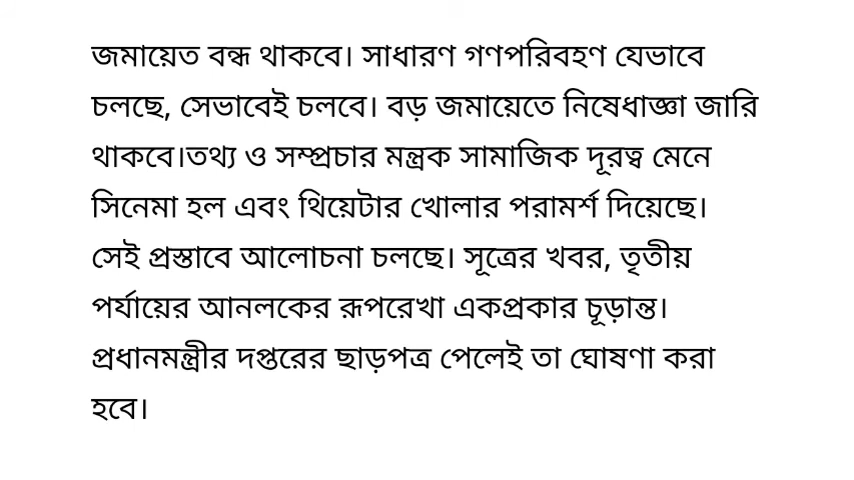 জমায়েত বন্ধ থাকবে। সাধারণ গণপরিবহণ যেভাবে
চলছে, সেভাবেই চলবে। বড় জমায়েতে নিষেধাজ্ঞা জারি
থাকবে।তথ্য ও সম্প্রচার মন্ত্রক সামাজিক দূরত্ব মেনে
সিনেমা হল এবং থিয়েটার খোলার পরামর্শ দিয়েছে।
সেই প্রস্তাবে আলোচনা চলছে। সূত্রের খবর, তৃতীয়
পর্যায়ের আনলকের রূপরেখা একপ্রকার চূড়ান্ত।
প্রধানমন্ত্রীর দপ্তরের ছাড়পত্র পেলেই তা ঘোষণা করা
হবে।